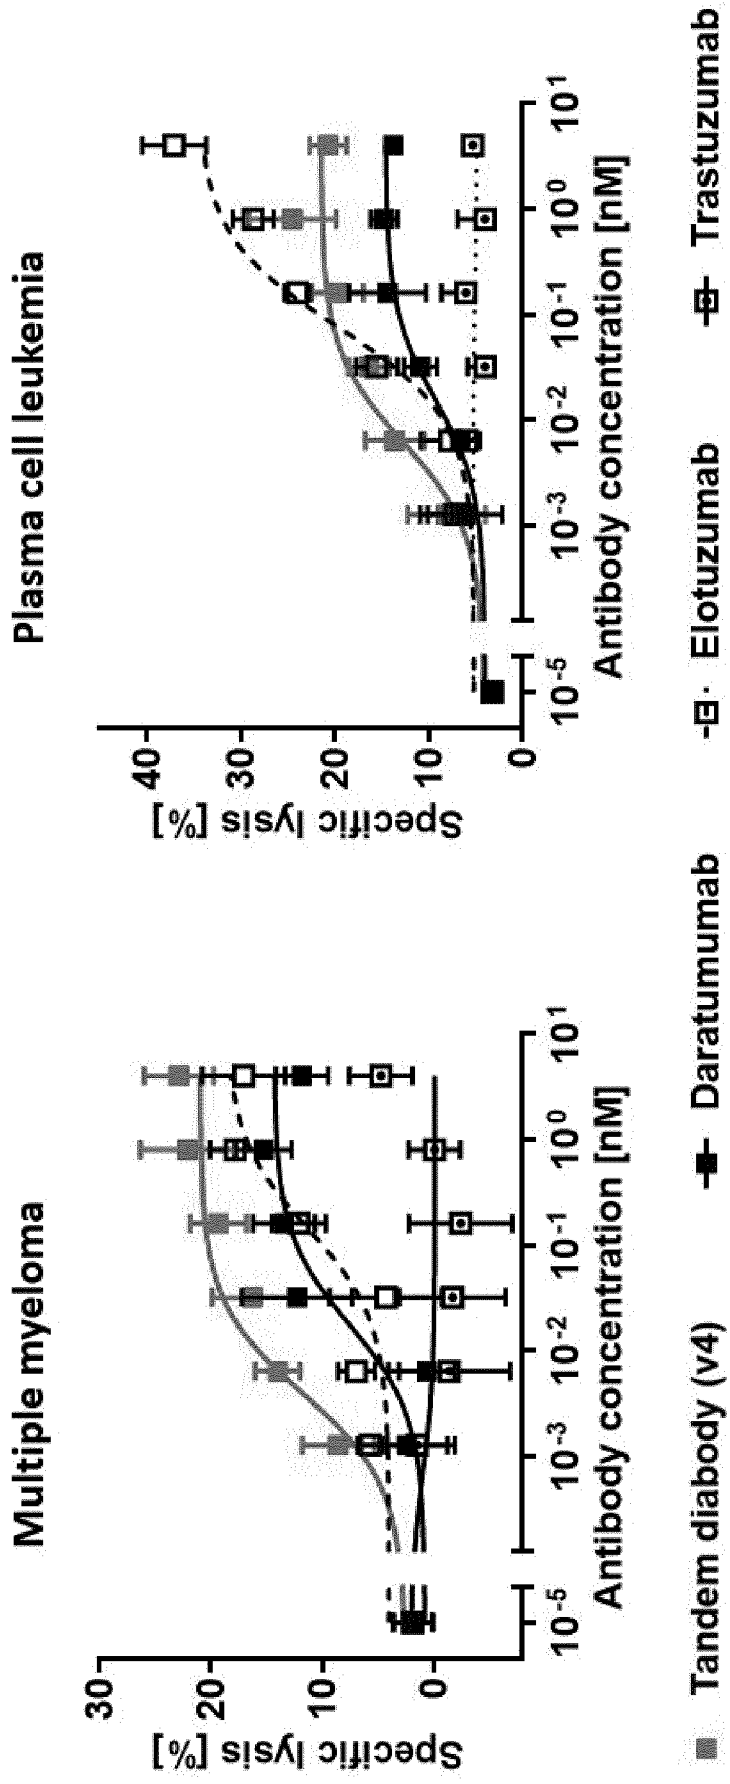 Multiple myeloma
Specific lysis [%]
30
20
10
0
10-5
10-3
10-2
10-1
100
101
Antibody concentration [nM]
Plasma cell leukemia
Specific lysis [%]
40
30
20
10
0
10-5
10-3
10-2
10-1
100
101
Antibody concentration [nM]
Tandem diabody (v4)
Daratumumab
Elotuzumab
Trastuzumab